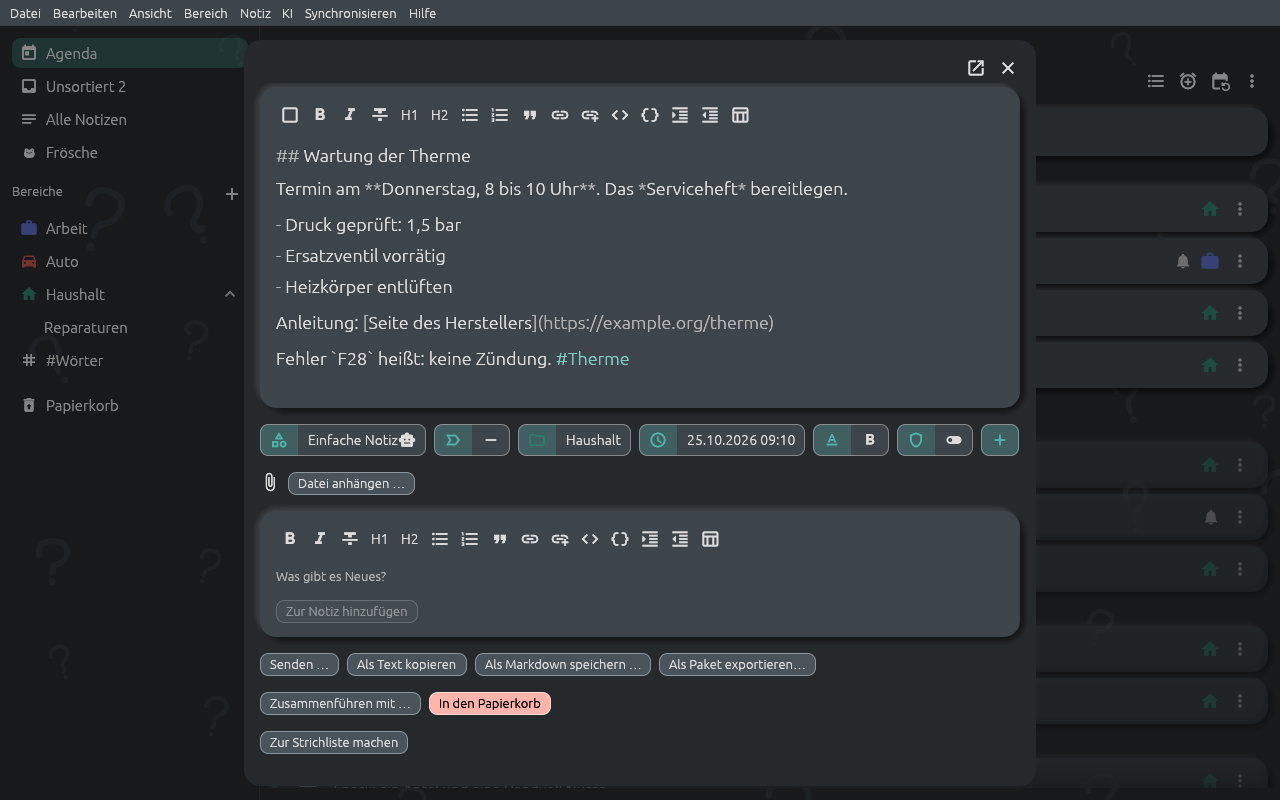 Datei Bearbeiten Ansicht Bereich Notiz KI Synchronisieren Hilfe
Agenda
Unsortiert 2
Alle Notizen
Frösche
Bereiche
Arbeit
Auto
Haushalt
Reparaturen
#Wörter
Papierkorb
H1 H2
## Wartung der Therme
Termin am **Donnerstag, 8 bis 10 Uhr**. Das *Serviceheft* bereitlegen.
- Druck geprüft: 1,5 bar
- Ersatzventil vorrätig
- Heizkörper entlüften
Anleitung: [Seite des Herstellers](https://example.org/therme)
Fehler `F28` heißt: keine Zündung. #Therme
Einfache Notiz Haushalt 25.10.2026 09:10 B
Datei anhängen …
H1 H2
Was gibt es Neues?
Zur Notiz hinzufügen
Senden … Als Text kopieren Als Markdown speichern … Als Paket exportieren…
Zusammenführen mit … In den Papierkorb
Zur Strichliste machen